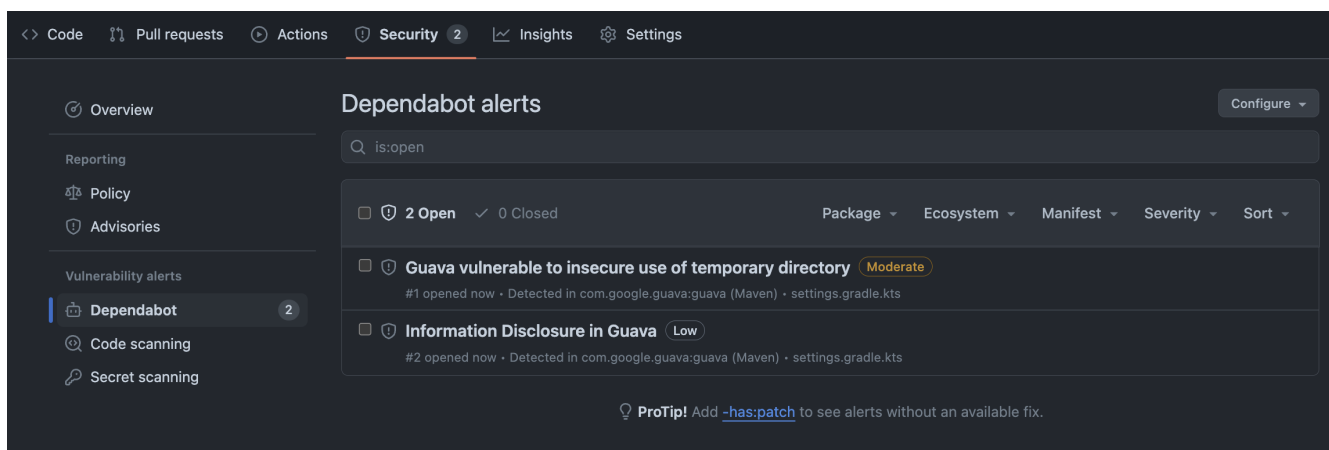 Code Pull requests Actions Security 2 Insights Settings
Overview
Reporting
Policy
Advisories
Vulnerability alerts
Dependabot 2
Code scanning
Secret scanning
Dependabot alerts
Configure
is:open
2 Open 0 Closed Package Ecosystem Manifest Severity Sort
Guava vulnerable to insecure use of temporary directory Moderate
#1 opened now • Detected in com.google.guava:guava (Maven) • settings.gradle.kts
Information Disclosure in Guava Low
#2 opened now • Detected in com.google.guava:guava (Maven) • settings.gradle.kts
ProTip! Add -has:patch to see alerts without an available fix.